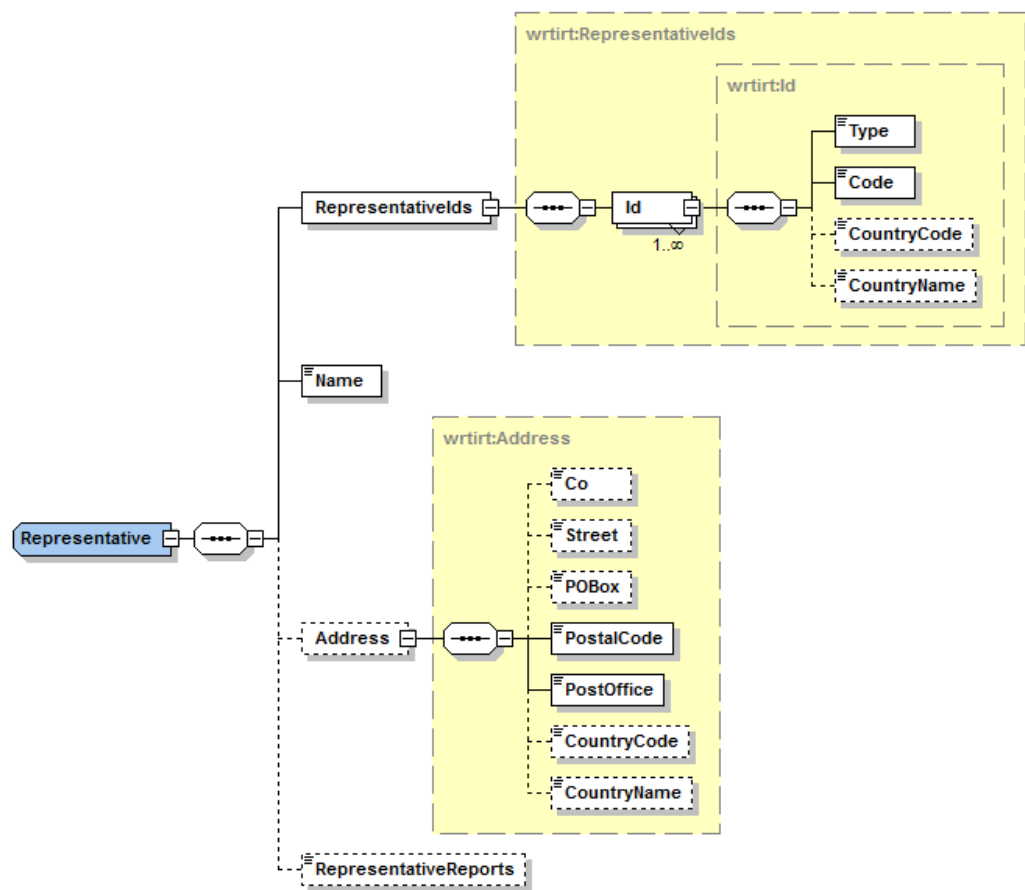 wrtirt:RepresentativeIds
wrtirt:Id
Type
Code
RepresentativeIds
Id
CountryCode
1..∞
CountryName
Name
wrtirt:Address
Co
Street
Representative
POBox
Address
PostalCode
PostOffice
CountryCode
CountryName
RepresentativeReports